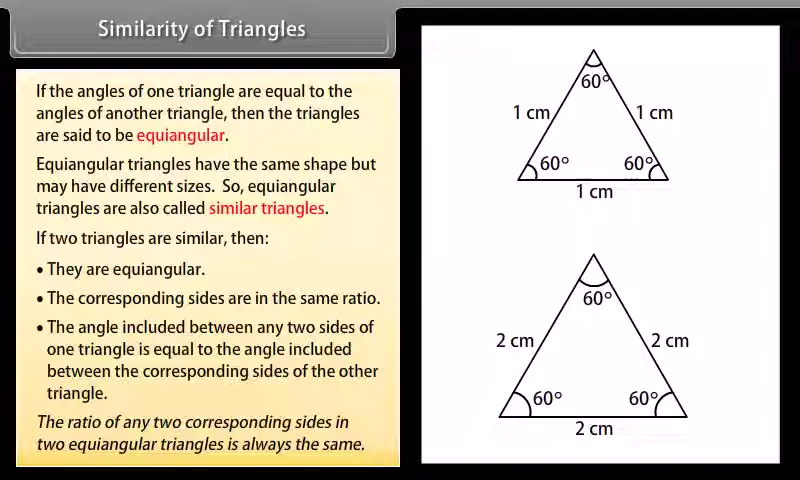 Similarity of Triangles
If the angles of one triangle are equal to the
angles of another triangle, then the triangles
are said to be equiangular.
Equiangular triangles have the same shape but
may have different sizes. So, equiangular
triangles are also called similar triangles.
If two triangles are similar, then:
• They are equiangular.
• The corresponding sides are in the same ratio.
• The angle included between any two sides of
one triangle is equal to the angle included
between the corresponding sides of the other
triangle.
The ratio of any two corresponding sides in
two equiangular triangles is always the same.
60°
1 cm 1 cm
60° 60°
1 cm
60°
2 cm 2 cm
60° 60°
2 cm